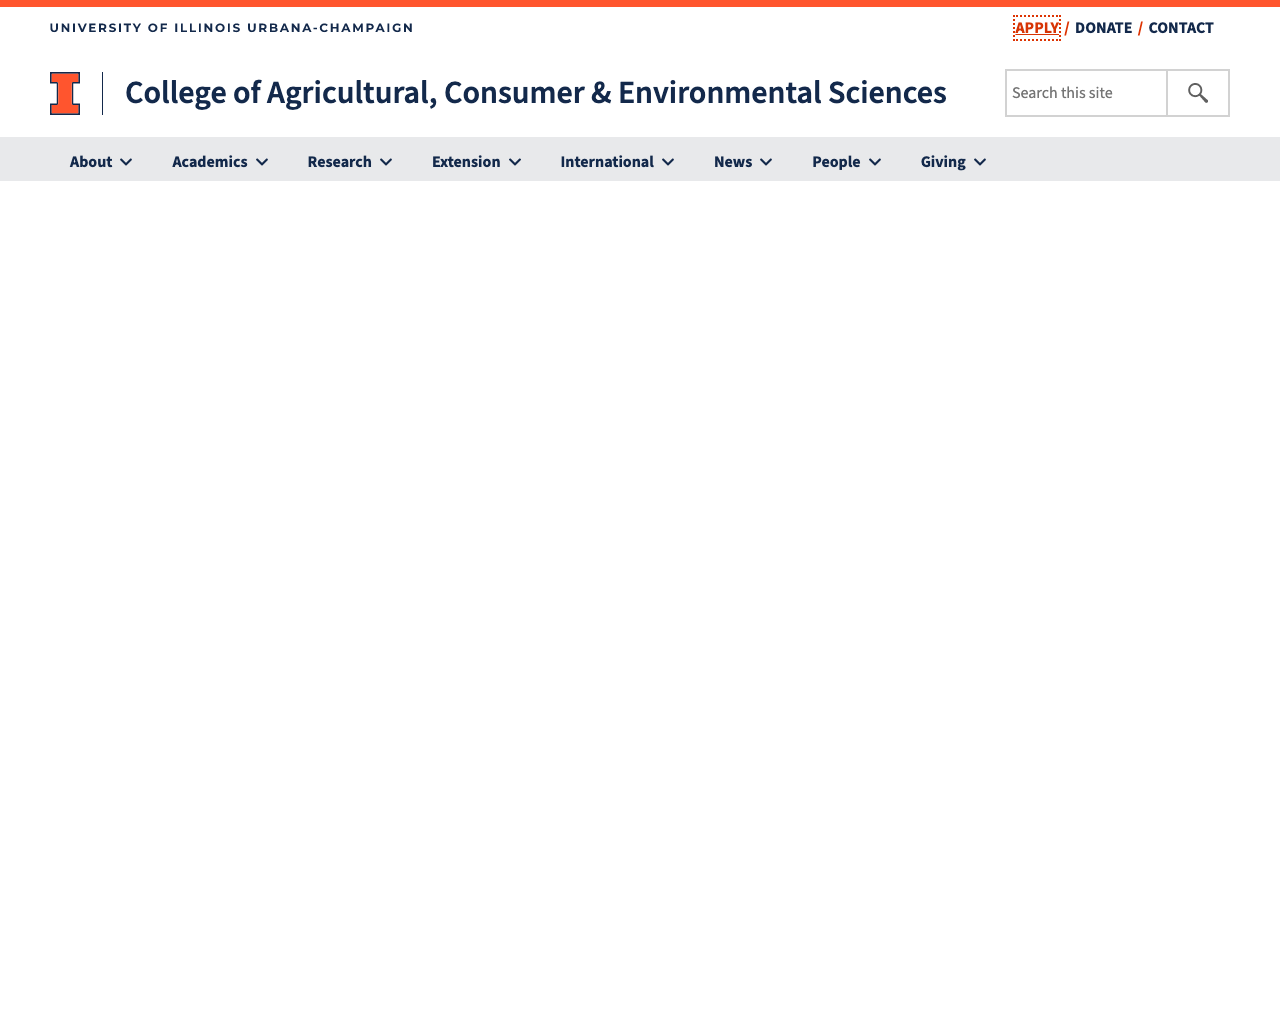 UNIVERSITY OF ILLINOIS URBANA-CHAMPAIGN
APPLY / DONATE / CONTACT
College of Agricultural, Consumer & Environmental Sciences
Search this site
About Academics Research Extension International News People Giving